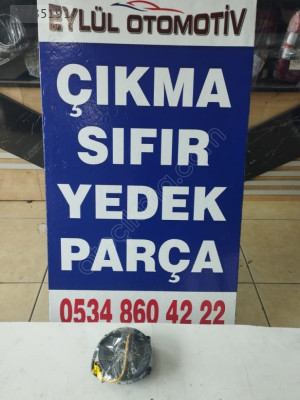 EYLÜL OTOMOTİV
ÇIKMA
SIFIR
YEDEK
PARÇA
0534 860 42 22